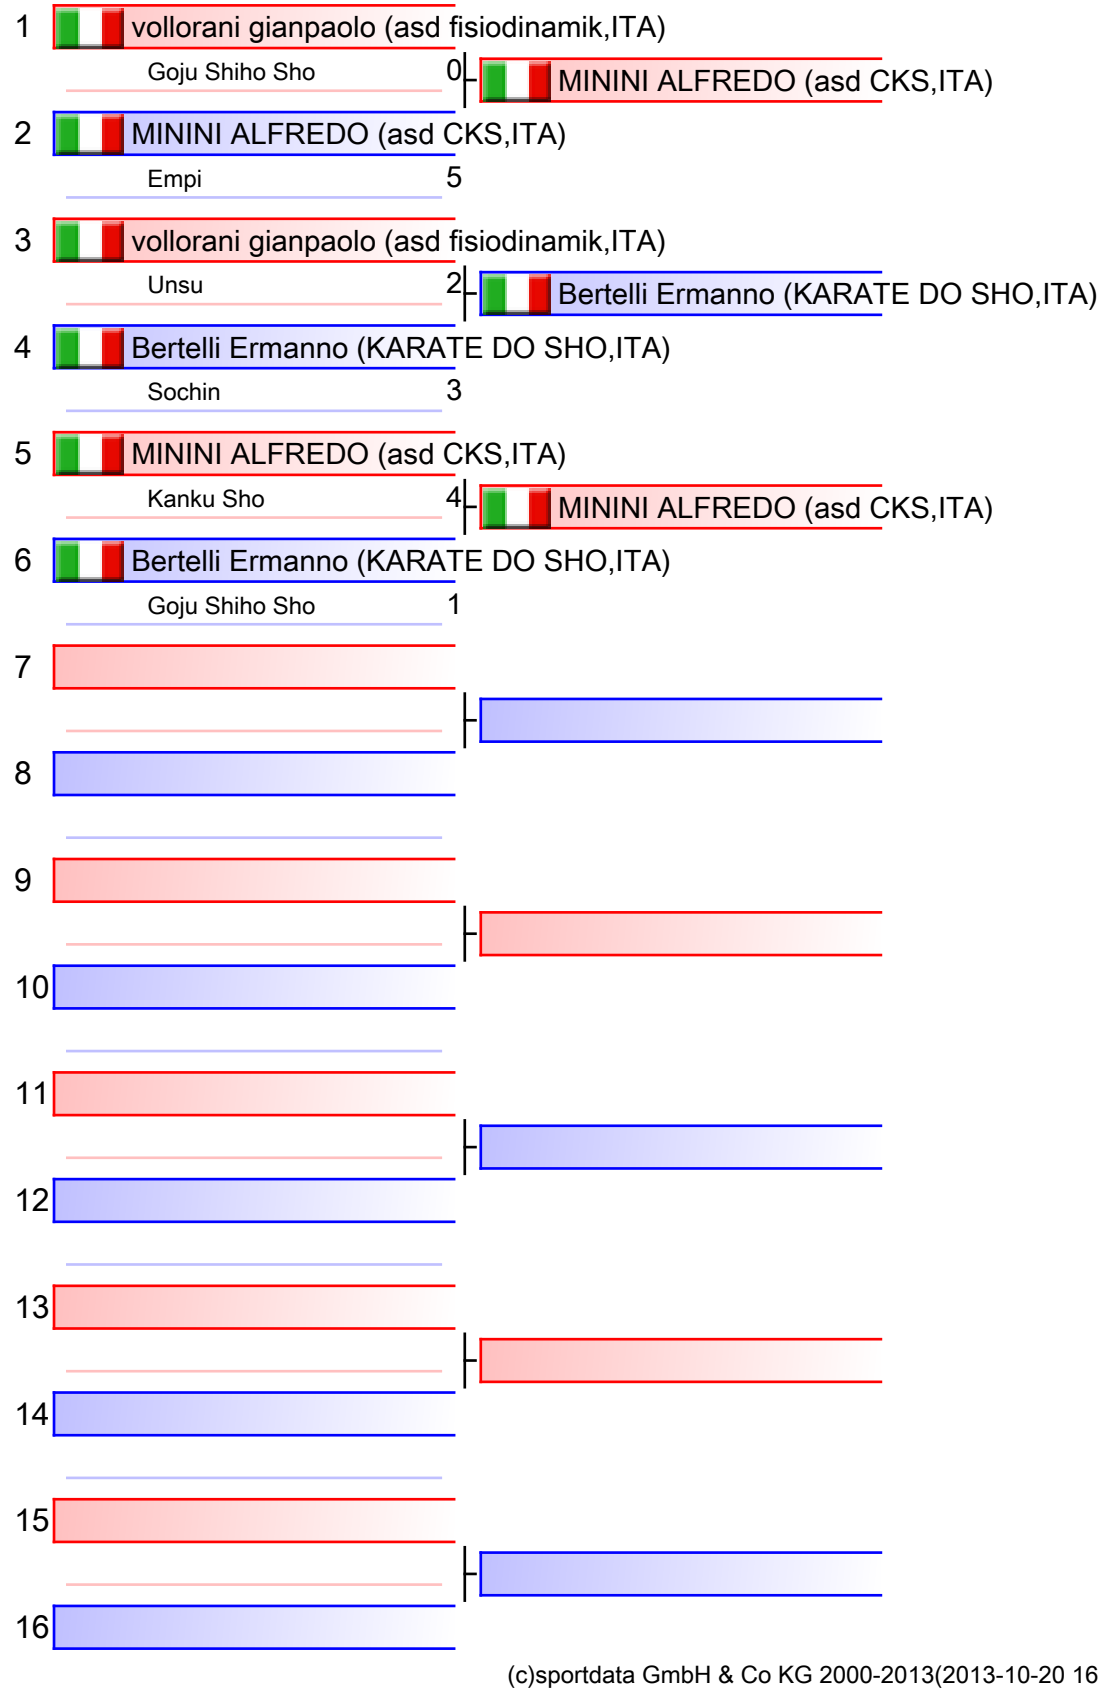 1 vollorani gianpaolo (asd fisiodinamik,ITA)
Goju Shiho Sho 0
MININI ALFREDO (asd CKS,ITA)
2 MININI ALFREDO (asd CKS,ITA)
Empi 5
3 vollorani gianpaolo (asd fisiodinamik,ITA)
Unsu 2
Bertelli Ermanno (KARATE DO SHO,ITA)
4 Bertelli Ermanno (KARATE DO SHO,ITA)
Sochin 3
5 MININI ALFREDO (asd CKS,ITA)
Kanku Sho 4
MININI ALFREDO (asd CKS,ITA)
6 Bertelli Ermanno (KARATE DO SHO,ITA)
Goju Shiho Sho 1
7
8
9
10
11
12
13
14
15
16
(c)sportdata GmbH & Co KG 2000-2013(2013-10-20 16